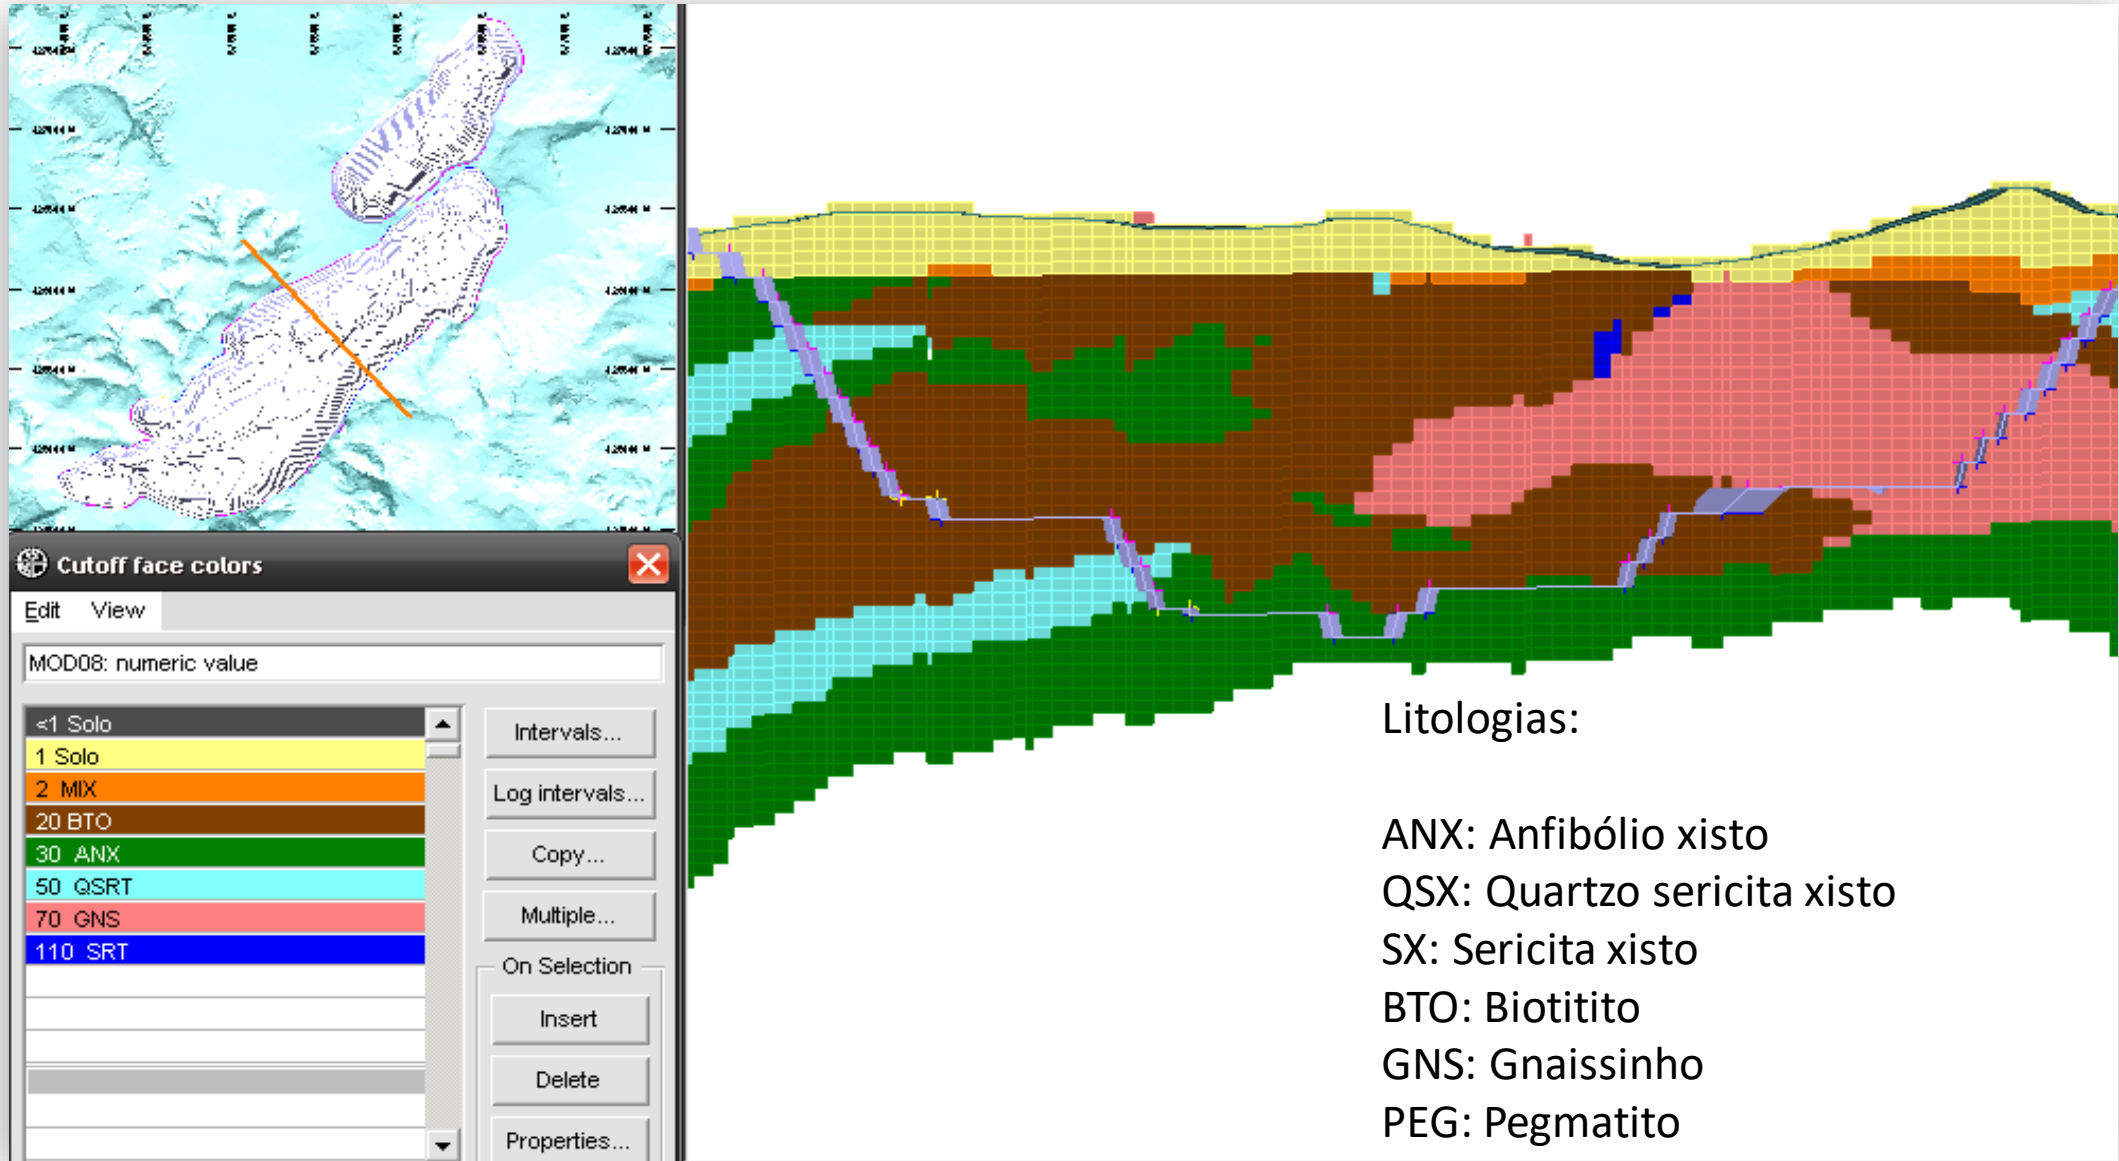 Cutoff face colors
Edit View
MOD08: numeric value
<1 Solo
1 Solo
2 MIX
20 BTO
30 ANX
50 QSRT
70 GNS
110 SRT
Intervals...
Log intervals...
Copy...
Multiple...
On Selection
Insert
Delete
Properties...
Litologias:
ANX: Anfibólio xisto
QSX: Quartzo sericita xisto
SX: Sericita xisto
BTO: Biotitito
GNS: Gnaissinho
PEG: Pegmatito